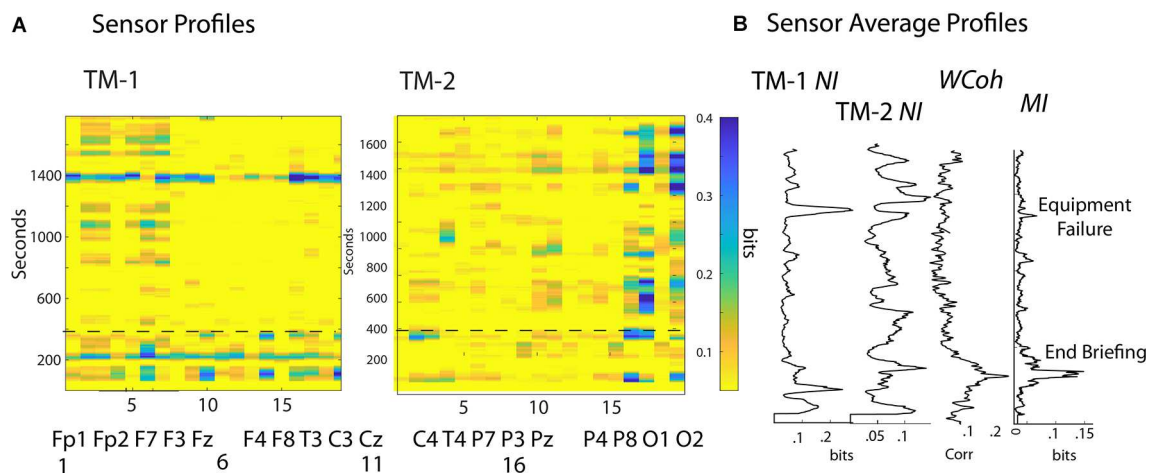 A Sensor Profiles
B Sensor Average Profiles
TM-1
TM-2
TM-1 NI
WCoh
TM-2 NI
MI
Seconds
1400
1000
600
200
5 10 15
Seconds
1600
1400
1200
1000
800
600
400
200
5 10 15
0.4
0.3
0.2
0.1
bits
Equipment
Failure
End Briefing
.1 .2
bits
.05 .1
.1 .2
Corr
0 .15
bits
Fp1 Fp2 F7 F3 Fz F4 F8 T3 C3 Cz C4 T4 P7 P3 Pz P4 P8 O1 O2
1 6 11 16